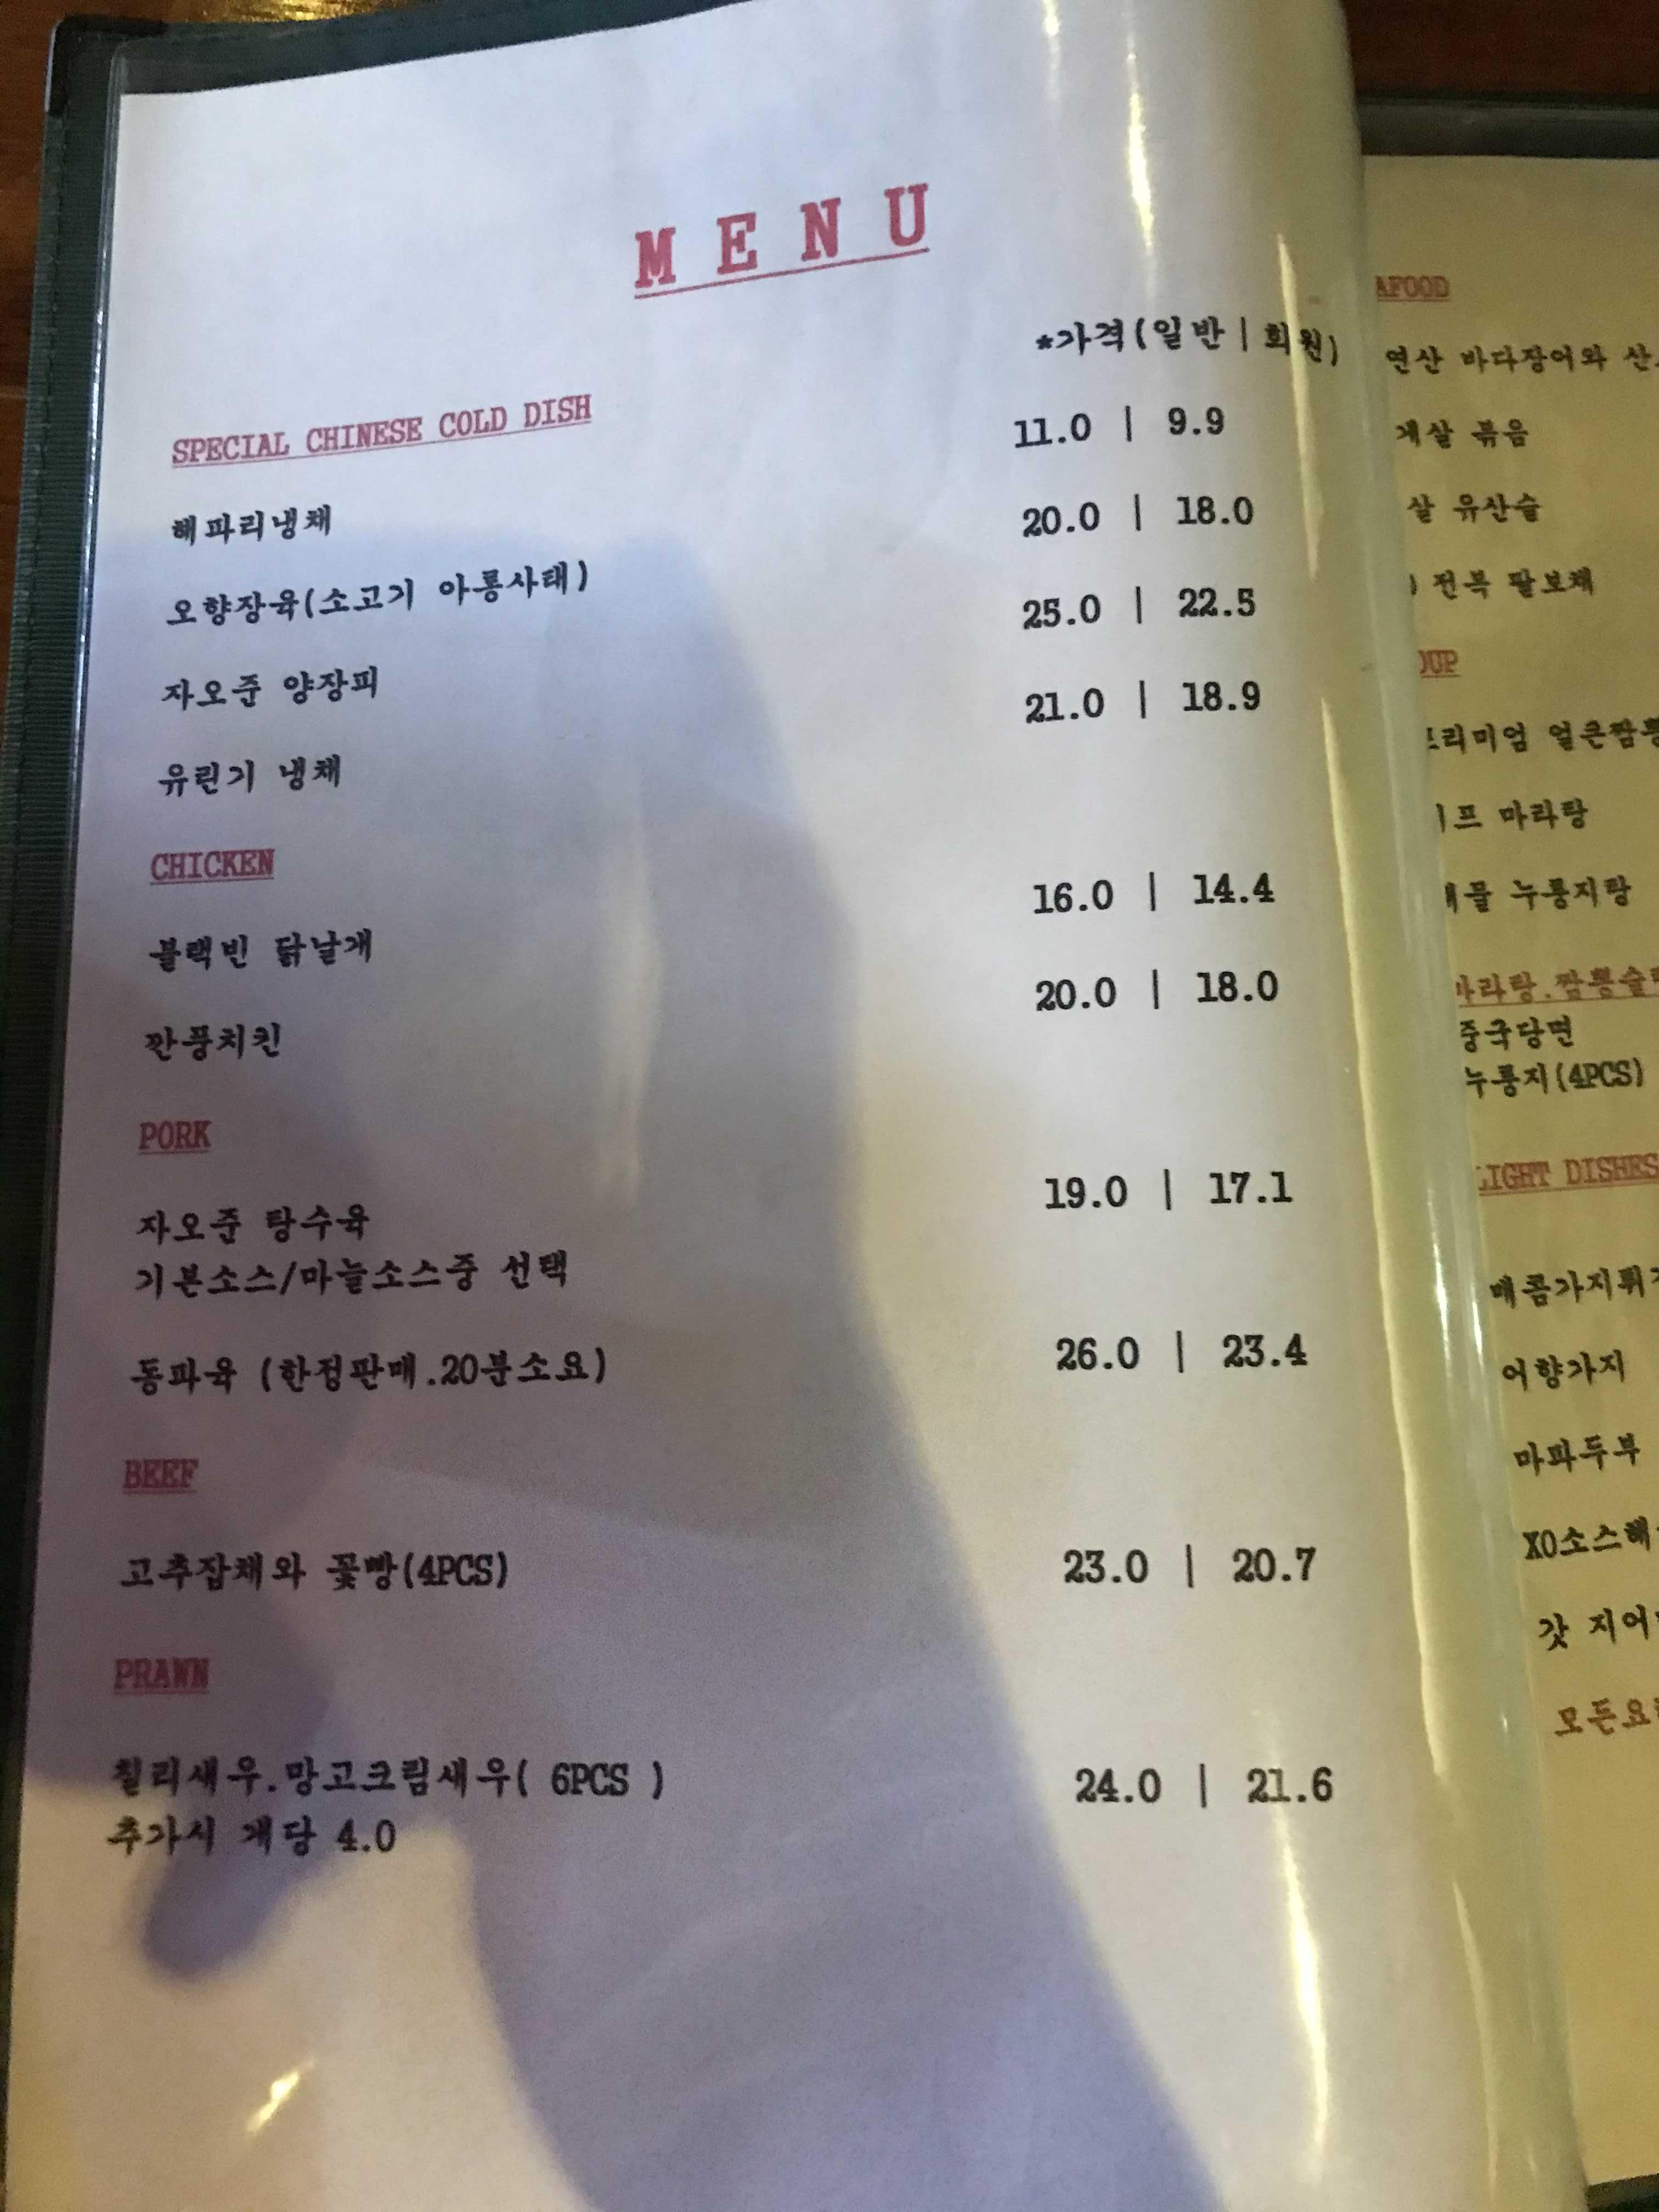 MENU
*가격(일반 | 회원)
SPECIAL CHINESE COLD DISH
해파리냉채 11.0 | 9.9
오향장육(소고기 아롱사태) 20.0 | 18.0
자오준 양장피 25.0 | 22.5
유린기 냉채 21.0 | 18.9
CHICKEN
블랙빈 닭날개 16.0 | 14.4
깐풍치킨 20.0 | 18.0
PORK
자오준 탕수육 19.0 | 17.1
기본소스/마늘소스중 선택
동파육 (한정판매.20분소요) 26.0 | 23.4
BEEF
고추잡채와 꽃빵(4PCS) 23.0 | 20.7
PRAWN
칠리새우.망고크림새우( 6PCS ) 24.0 | 21.6
추가시 개당 4.0
AFOOD
연산 바다장어와
게살 볶음
살 유산슬
) 전복 팔보채
OUP
리미엄 얼큰짬
프 마라탕
물 누룽지탕
마라탕.짬뽕슬
중국당면
누룽지(4PCS)
LIGHT DISHES
매콤가지튀
어향가지
마파두부
XO소스해
갓 지어
모든요